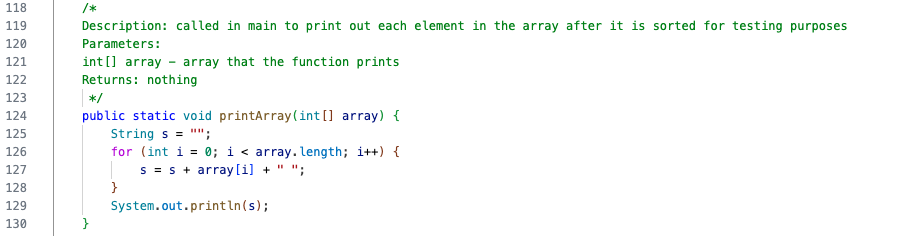 118 /*
119 Description: called in main to print out each element in the array after it is sorted for testing purposes
120 Parameters:
121 int[] array – array that the function prints
122 Returns: nothing
123 */
124 public static void printArray(int[] array) {
125 String s = "";
126 for (int i = 0; i < array.length; i++) {
127 s = s + array[i] + " ";
128 }
129 System.out.println(s);
130 }